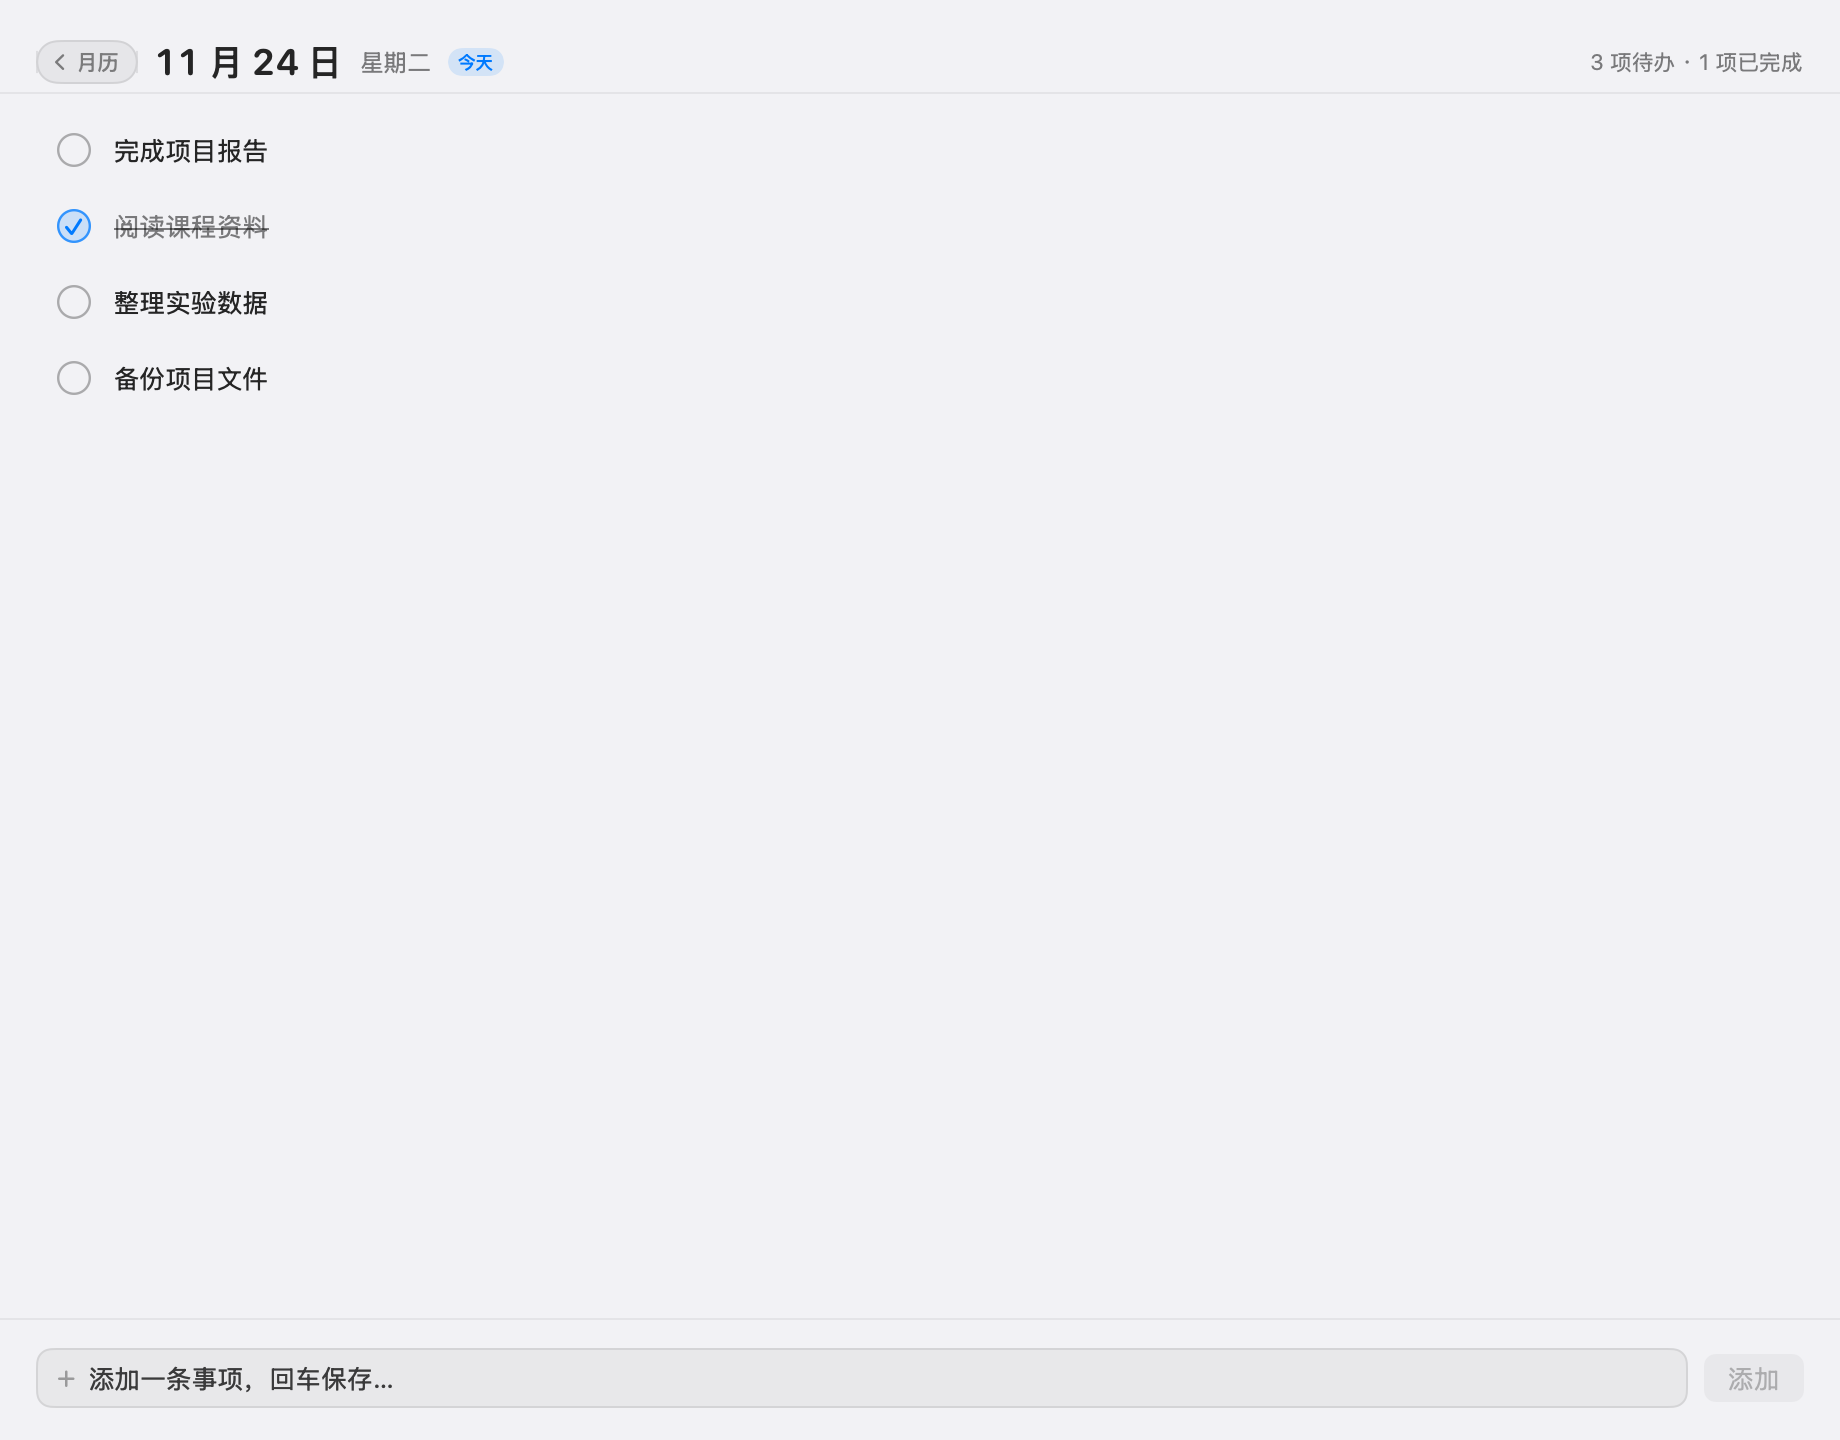 月历 11 月 24 日 星期二 今天 3 项待办 · 1 项已完成
完成项目报告
阅读课程资料
整理实验数据
备份项目文件
+ 添加一条事项，回车保存... 添加